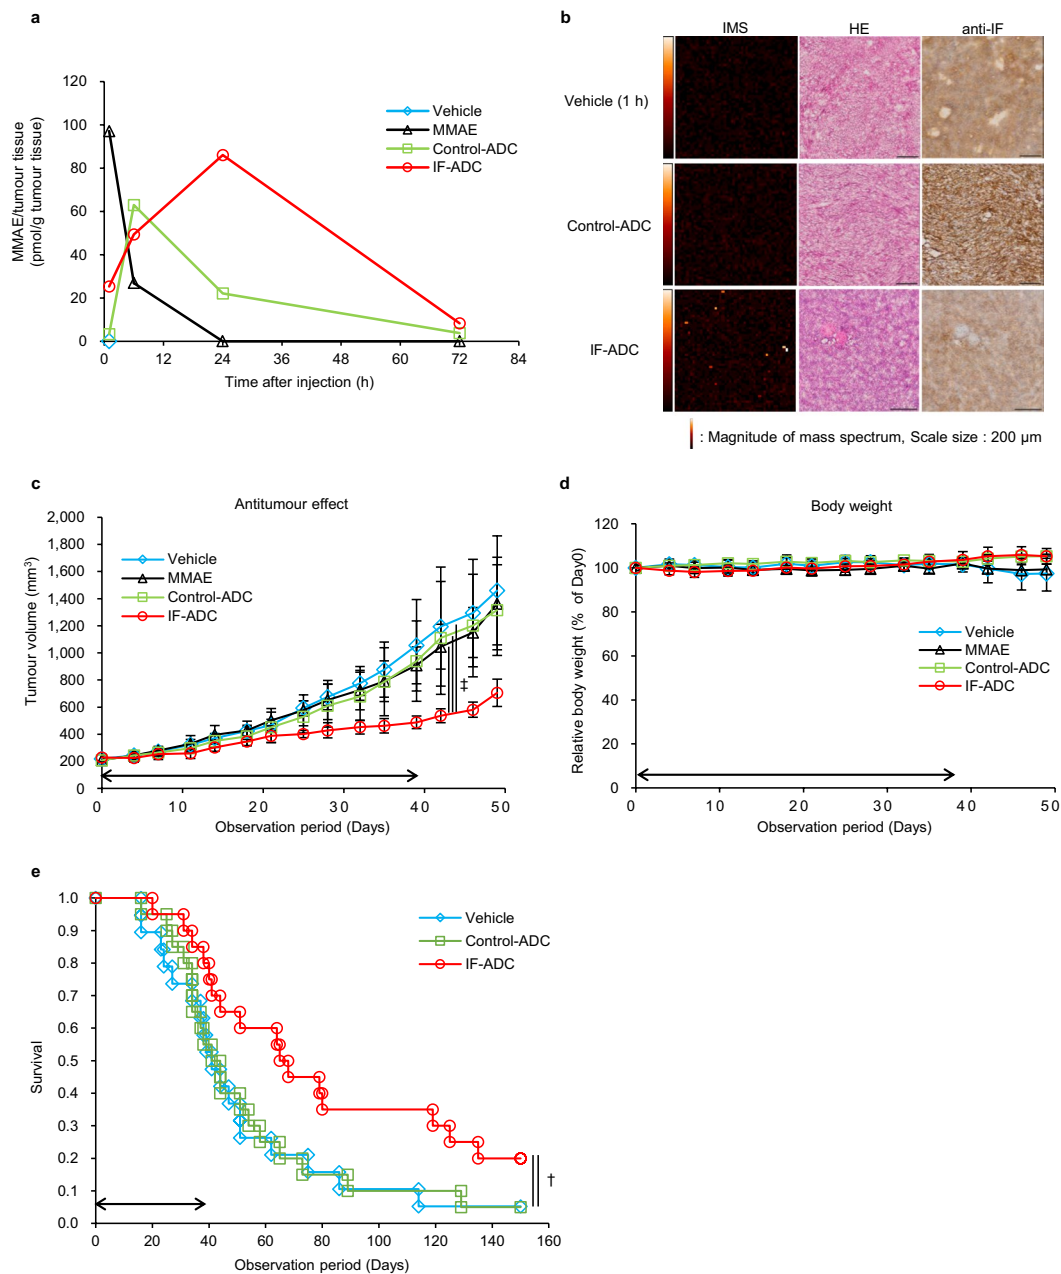 a
MMAE/tumour tissue
(pmol/g tumour tissue)
120
100
80
60
40
20
0
0 12 24 36 48 60 72 84
Time after injection (h)
Vehicle
MMAE
Control-ADC
IF-ADC
b
IMS HE anti-IF
Vehicle (1 h)
Control-ADC
IF-ADC
: Magnitude of mass spectrum, Scale size : 200 µm
c
Antitumour effect
Tumour volume (mm³)
2,000
1,800
1,600
1,400
1,200
1,000
800
600
400
200
0
0 10 20 30 40 50
Observation period (Days)
Vehicle
MMAE
Control-ADC
IF-ADC
‡
d
Body weight
Relative body weight (% of Day0)
120
100
80
60
40
20
0
0 10 20 30 40 50
Observation period (Days)
Vehicle
MMAE
Control-ADC
IF-ADC
e
Survival
1.0
0.9
0.8
0.7
0.6
0.5
0.4
0.3
0.2
0.1
0.0
0 20 40 60 80 100 120 140 160
Observation period (Days)
Vehicle
Control-ADC
IF-ADC
†